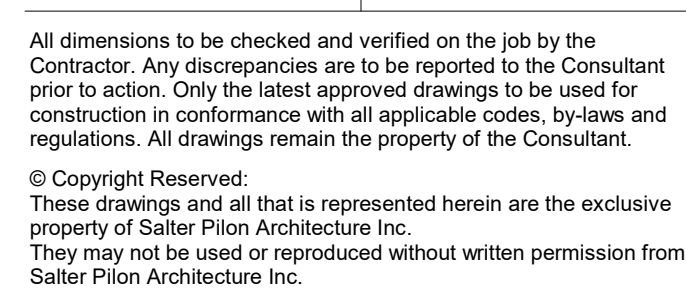 All dimensions to be checked and verified on the job by the
Contractor. Any discrepancies are to be reported to the Consultant
prior to action. Only the latest approved drawings to be used for
construction in conformance with all applicable codes, by-laws and
regulations. All drawings remain the property of the Consultant.
© Copyright Reserved:
These drawings and all that is represented herein are the exclusive
property of Salter Pilon Architecture Inc.
They may not be used or reproduced without written permission from
Salter Pilon Architecture Inc.